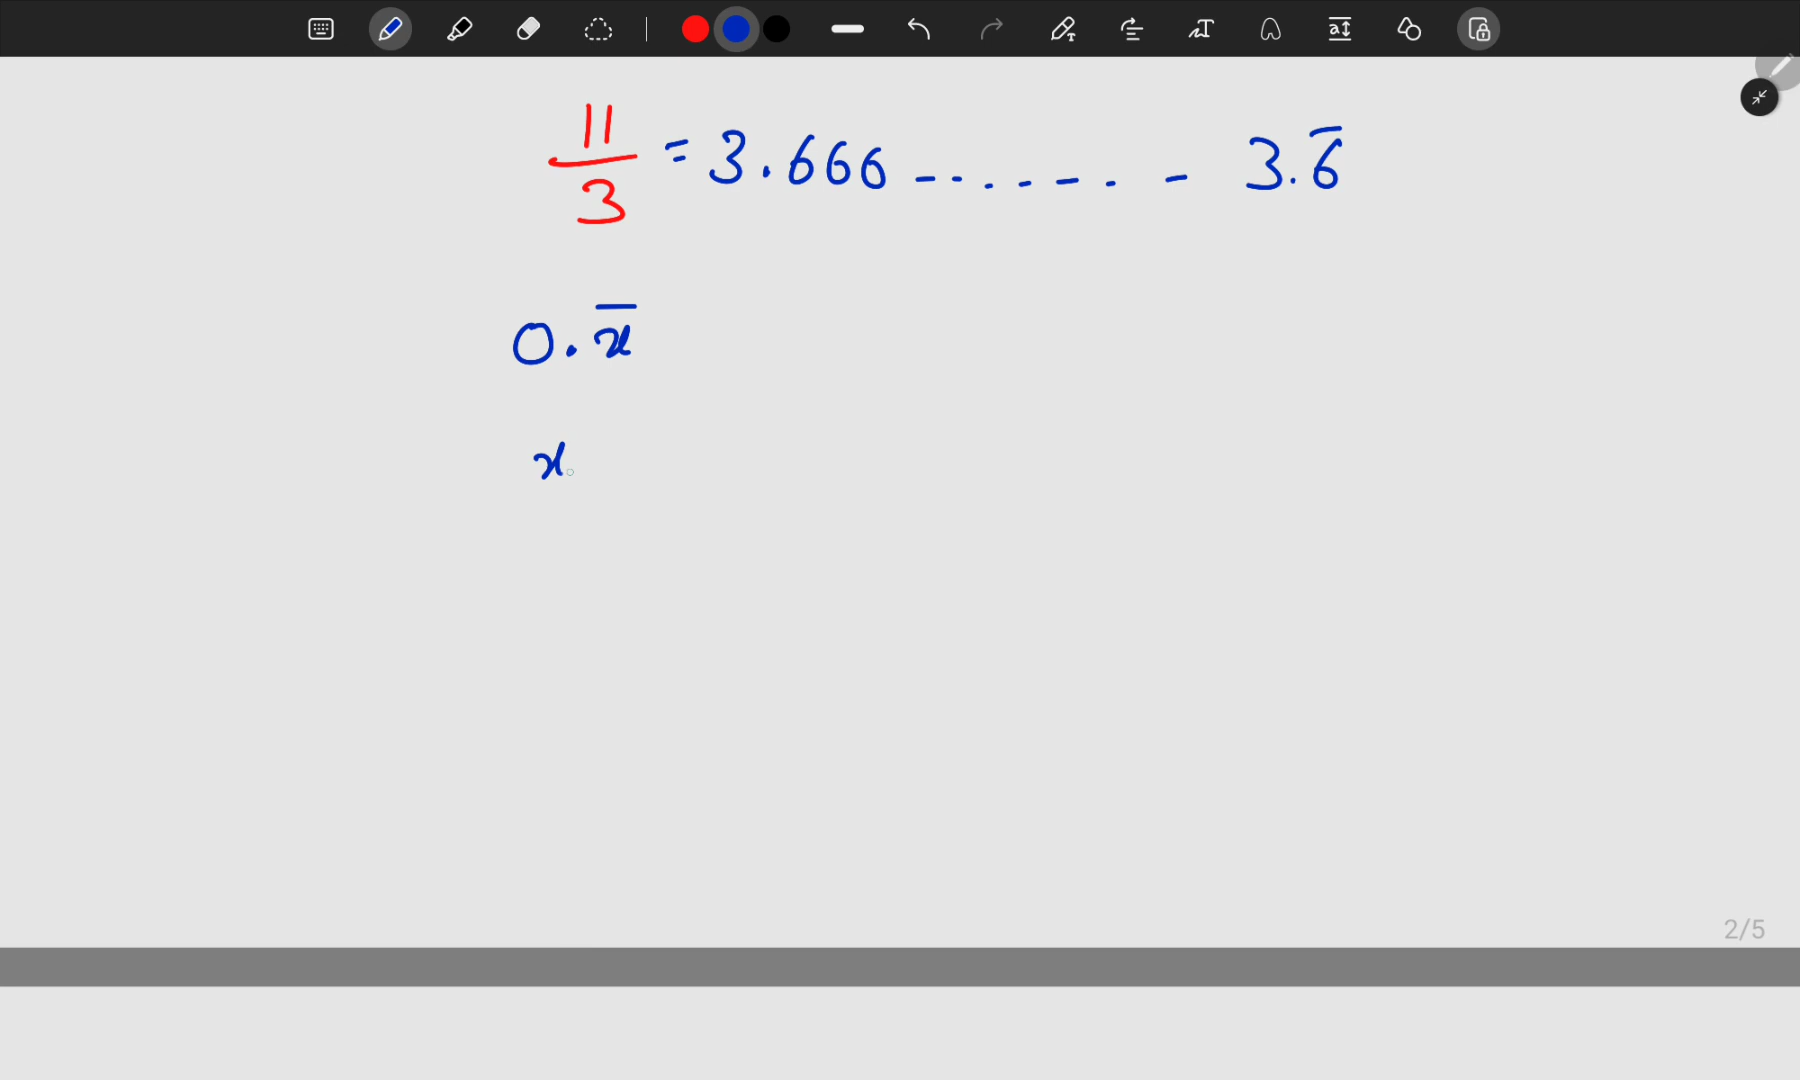 11/3 = 3.666 - - . - - . - 3.6̅
0.x̅
x
2/5